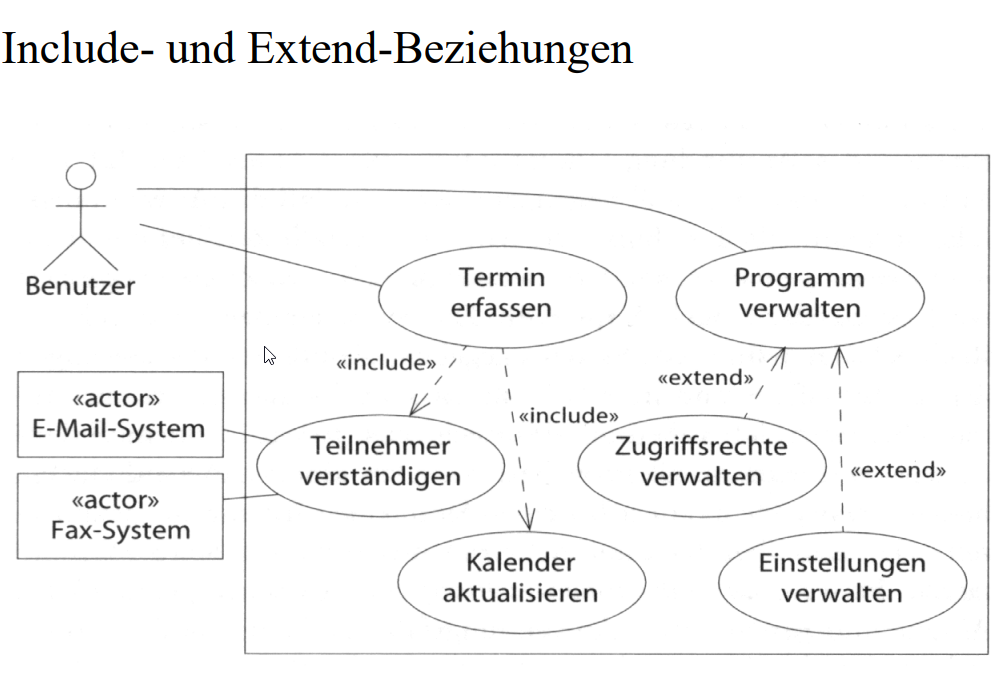 Include- und Extend-Beziehungen
Benutzer
Termin
erfassen
Programm
verwalten
«include»
«extend»
«actor»
E-Mail-System
«include»
Teilnehmer
verständigen
Zugriffsrechte
verwalten
«extend»
«actor»
Fax-System
Kalender
aktualisieren
Einstellungen
verwalten